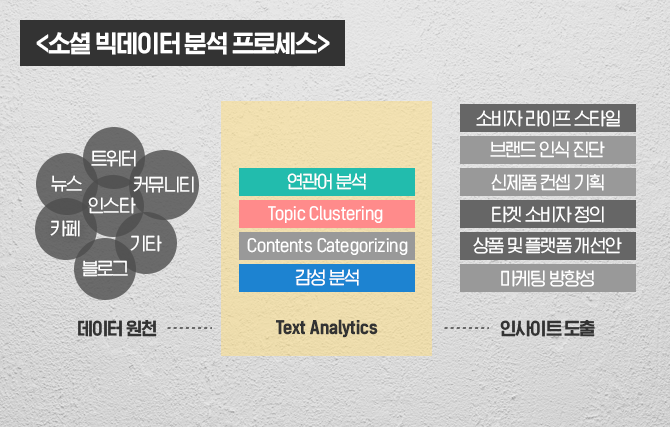 <소셜 빅데이터 분석 프로세스>
트위터
뉴스
커뮤니티
인스타
카페
기타
블로그
데이터 원천
연관어 분석
Topic Clustering
Contents Categorizing
감성 분석
Text Analytics
소비자 라이프 스타일
브랜드 인식 진단
신제품 컨셉 기획
타겟 소비자 정의
상품 및 플랫폼 개선안
마케팅 방향성
인사이트 도출